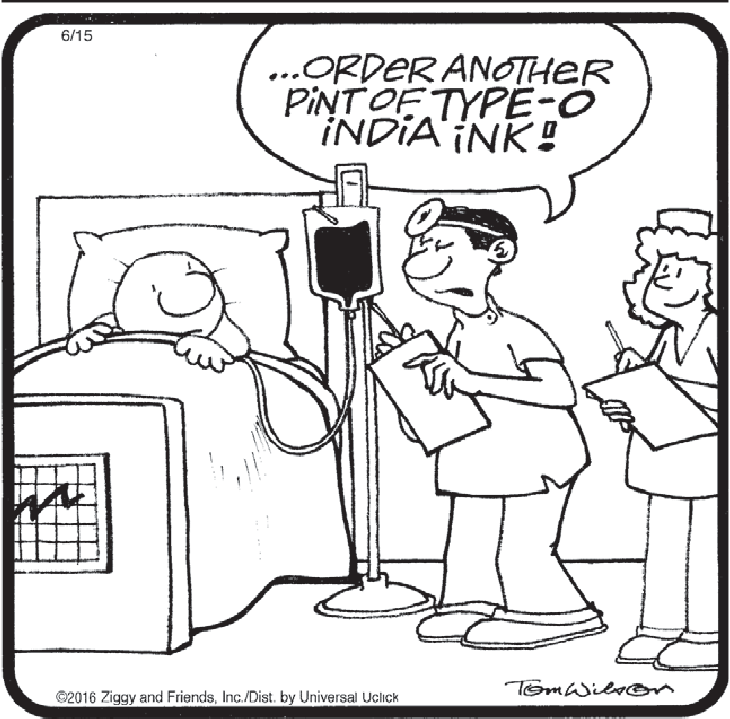 6/15
...ORDER ANOTHER
PINT OF TYPE-O
INDIA INK!
©2016 Ziggy and Friends, Inc./Dist. by Universal Uclick
Tom Wilson